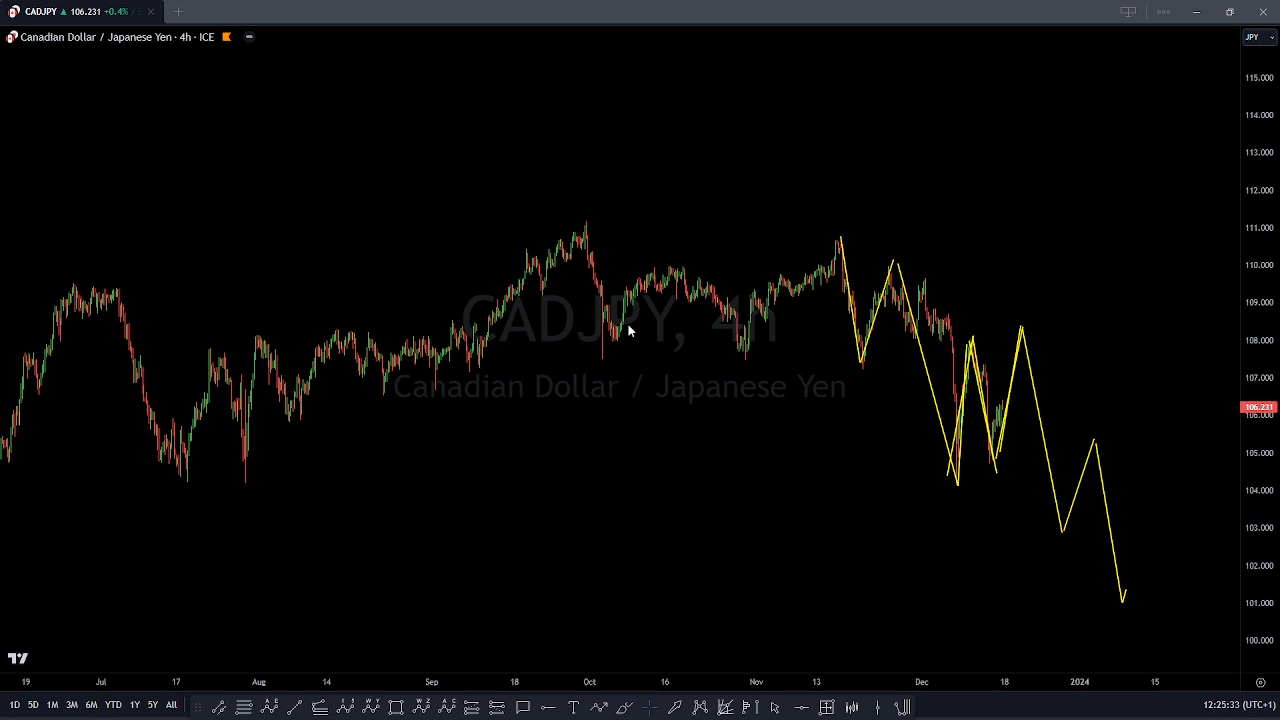 CADJPY ▲ 106.231 +0.4%
Canadian Dollar / Japanese Yen · 4h · ICE
JPY
115.000
114.000
113.000
112.000
111.000
110.000
109.000
108.000
107.000
106.231
106.000
105.000
104.000
103.000
102.000
101.000
100.000
CADJPY, 4h
Canadian Dollar / Japanese Yen
19 Jul 17 Aug 14 Sep 18 Oct 16 Nov 13 Dec 18 2024 15
1D 5D 1M 3M 6M YTD 1Y 5Y All
12:25:33 (UTC+1)